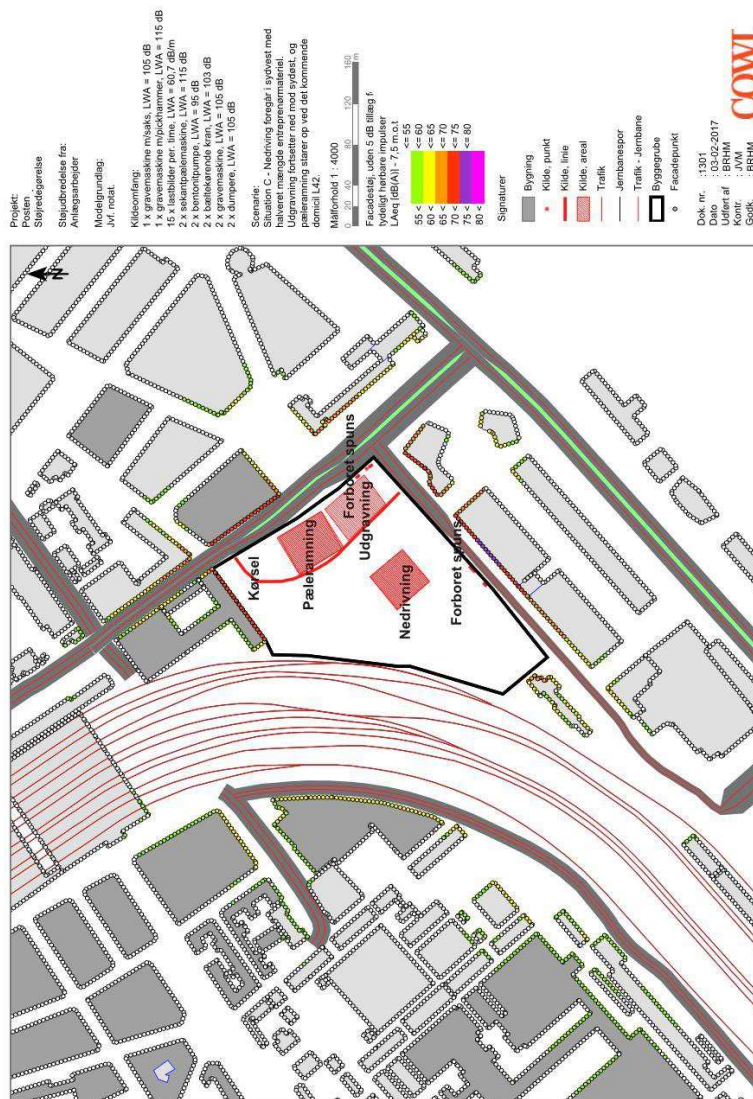 Projekt:
Posten
Støjredegørelse
Støjudbredelse fra:
Anlægsarbejder
Modelgrundlag:
Jvf. notat.
Kildeomfang:
1 x gravemaskine m/saks, LWA = 105 dB
1 x gravemaskine m/pickhammer, LWA = 115 dB
15 x lastbilder per. time, LWA = 60,7 dB/m
2 x sekantpælemaskine, LWA = 115 dB
2 x bentonitpumpe, LWA = 95 dB
2 x bæltekørende kran, LWA = 103 dB
2 x gravemaskine, LWA = 105 dB
2 x dumpere, LWA = 105 dB
Scenarie:
Situation C - Nedrivning foregår i sydvest med
halveret mængde entreprenørmateriel.
Udgravning fortsætter ned mod sydøst, og
pæleramning starer op ved det kommende
domicil L42.
Målforhold 1 : 4000
0 20 40 80 120 160
m
Facadestøj, uden 5 dB tillæg f
tydeligt hørbare impulser
LAeq [dB(A)] - 7,5 m.o.t
<= 55
55 < <= 60
60 < <= 65
65 < <= 70
70 < <= 75
75 < <= 80
80 <
Signaturer
Bygning
Kilde, punkt
Kilde, linie
Kilde, areal
Trafik
Jernbanespor
Trafik - Jernbane
Byggegrube
Facadepunkt
Dok. nr. :1330.1
Dato. : 03-02-2017
Udført af : BRHM
Kontr. : JVM
Godk. : BRHM
COWI
N
Kørsel
Pæleramning
Forboret spuns
Udgravning
Nedrivning
Forboret spuns